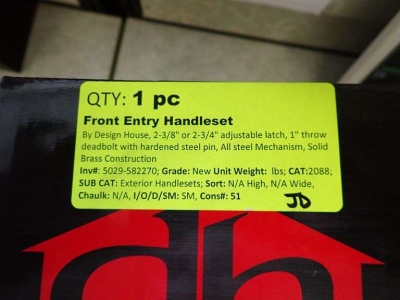 QTY: 1 pc
Front Entry Handleset
By Design House, 2-3/8" or 2-3/4" adjustable latch, 1" throw
deadbolt with hardened steel pin, All steel Mechanism, Solid
Brass Construction
Inv#: 5029-582270; Grade: New Unit Weight: lbs; CAT:2088;
SUB CAT: Exterior Handlesets; Sort: N/A High, N/A Wide,
Chaulk: N/A, I/O/D/SM: SM, Cons#: 51
JD
dh